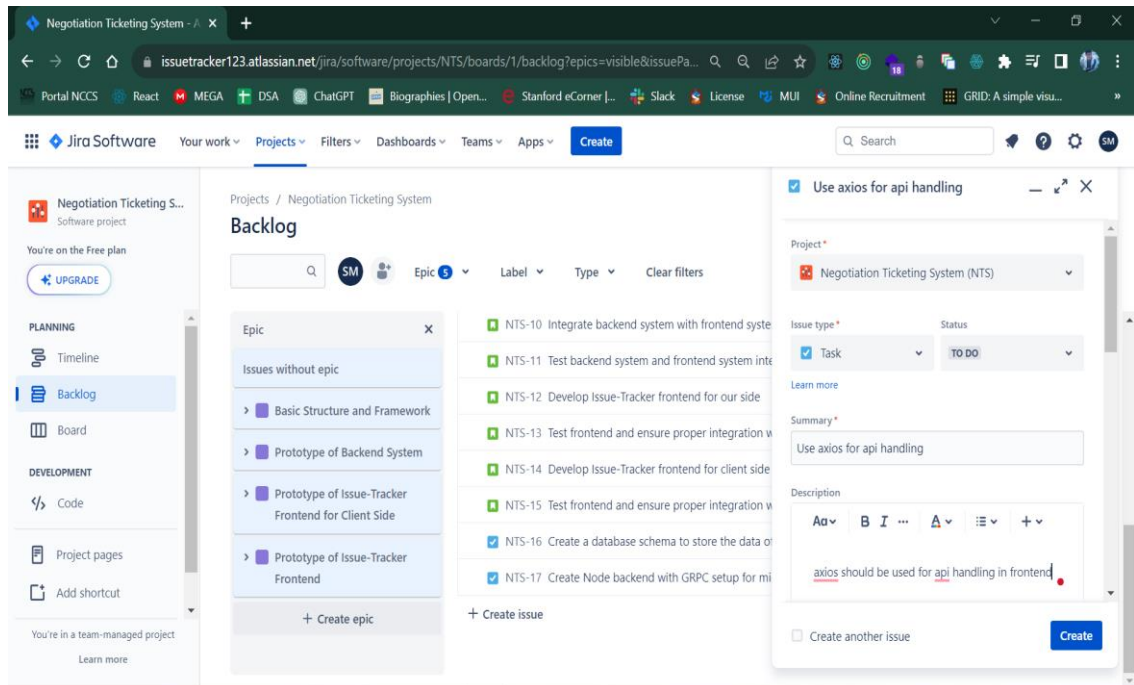 Negotiation Ticketing System - A
issuetracker123.atlassian.net/jira/software/projects/NTS/boards/1/backlog?epics=visible&issuePa...
18
Portal NCCS React MEGA DSA ChatGPT Biographies | Open... Stanford eCorner |... Slack License MUI Online Recruitment GRID: A simple visu... »
Jira Software Your work Projects Filters Dashboards Teams Apps Create Search SM
Negotiation Ticketing S...
Software project
You're on the Free plan
UPGRADE
PLANNING
Timeline
Backlog
Board
DEVELOPMENT
Code
Project pages
Add shortcut
You're in a team-managed project
Learn more
Projects / Negotiation Ticketing System
Backlog
SM Epic 5 Label Type Clear filters
Epic
Issues without epic
Basic Structure and Framework
Prototype of Backend System
Prototype of Issue-Tracker
Frontend for Client Side
Prototype of Issue-Tracker
Frontend
+ Create epic
NTS-10 Integrate backend system with frontend syste
NTS-11 Test backend system and frontend system inte
NTS-12 Develop Issue-Tracker frontend for our side
NTS-13 Test frontend and ensure proper integration w
NTS-14 Develop Issue-Tracker frontend for client side
NTS-15 Test frontend and ensure proper integration w
NTS-16 Create a database schema to store the data of
NTS-17 Create Node backend with GRPC setup for mi
+ Create issue
Use axios for api handling
Project *
Negotiation Ticketing System (NTS)
Issue type * Status
Task TO DO
Learn more
Summary *
Use axios for api handling
Description
Aa B I ... A +
axios should be used for api handling in frontend
Create another issue Create